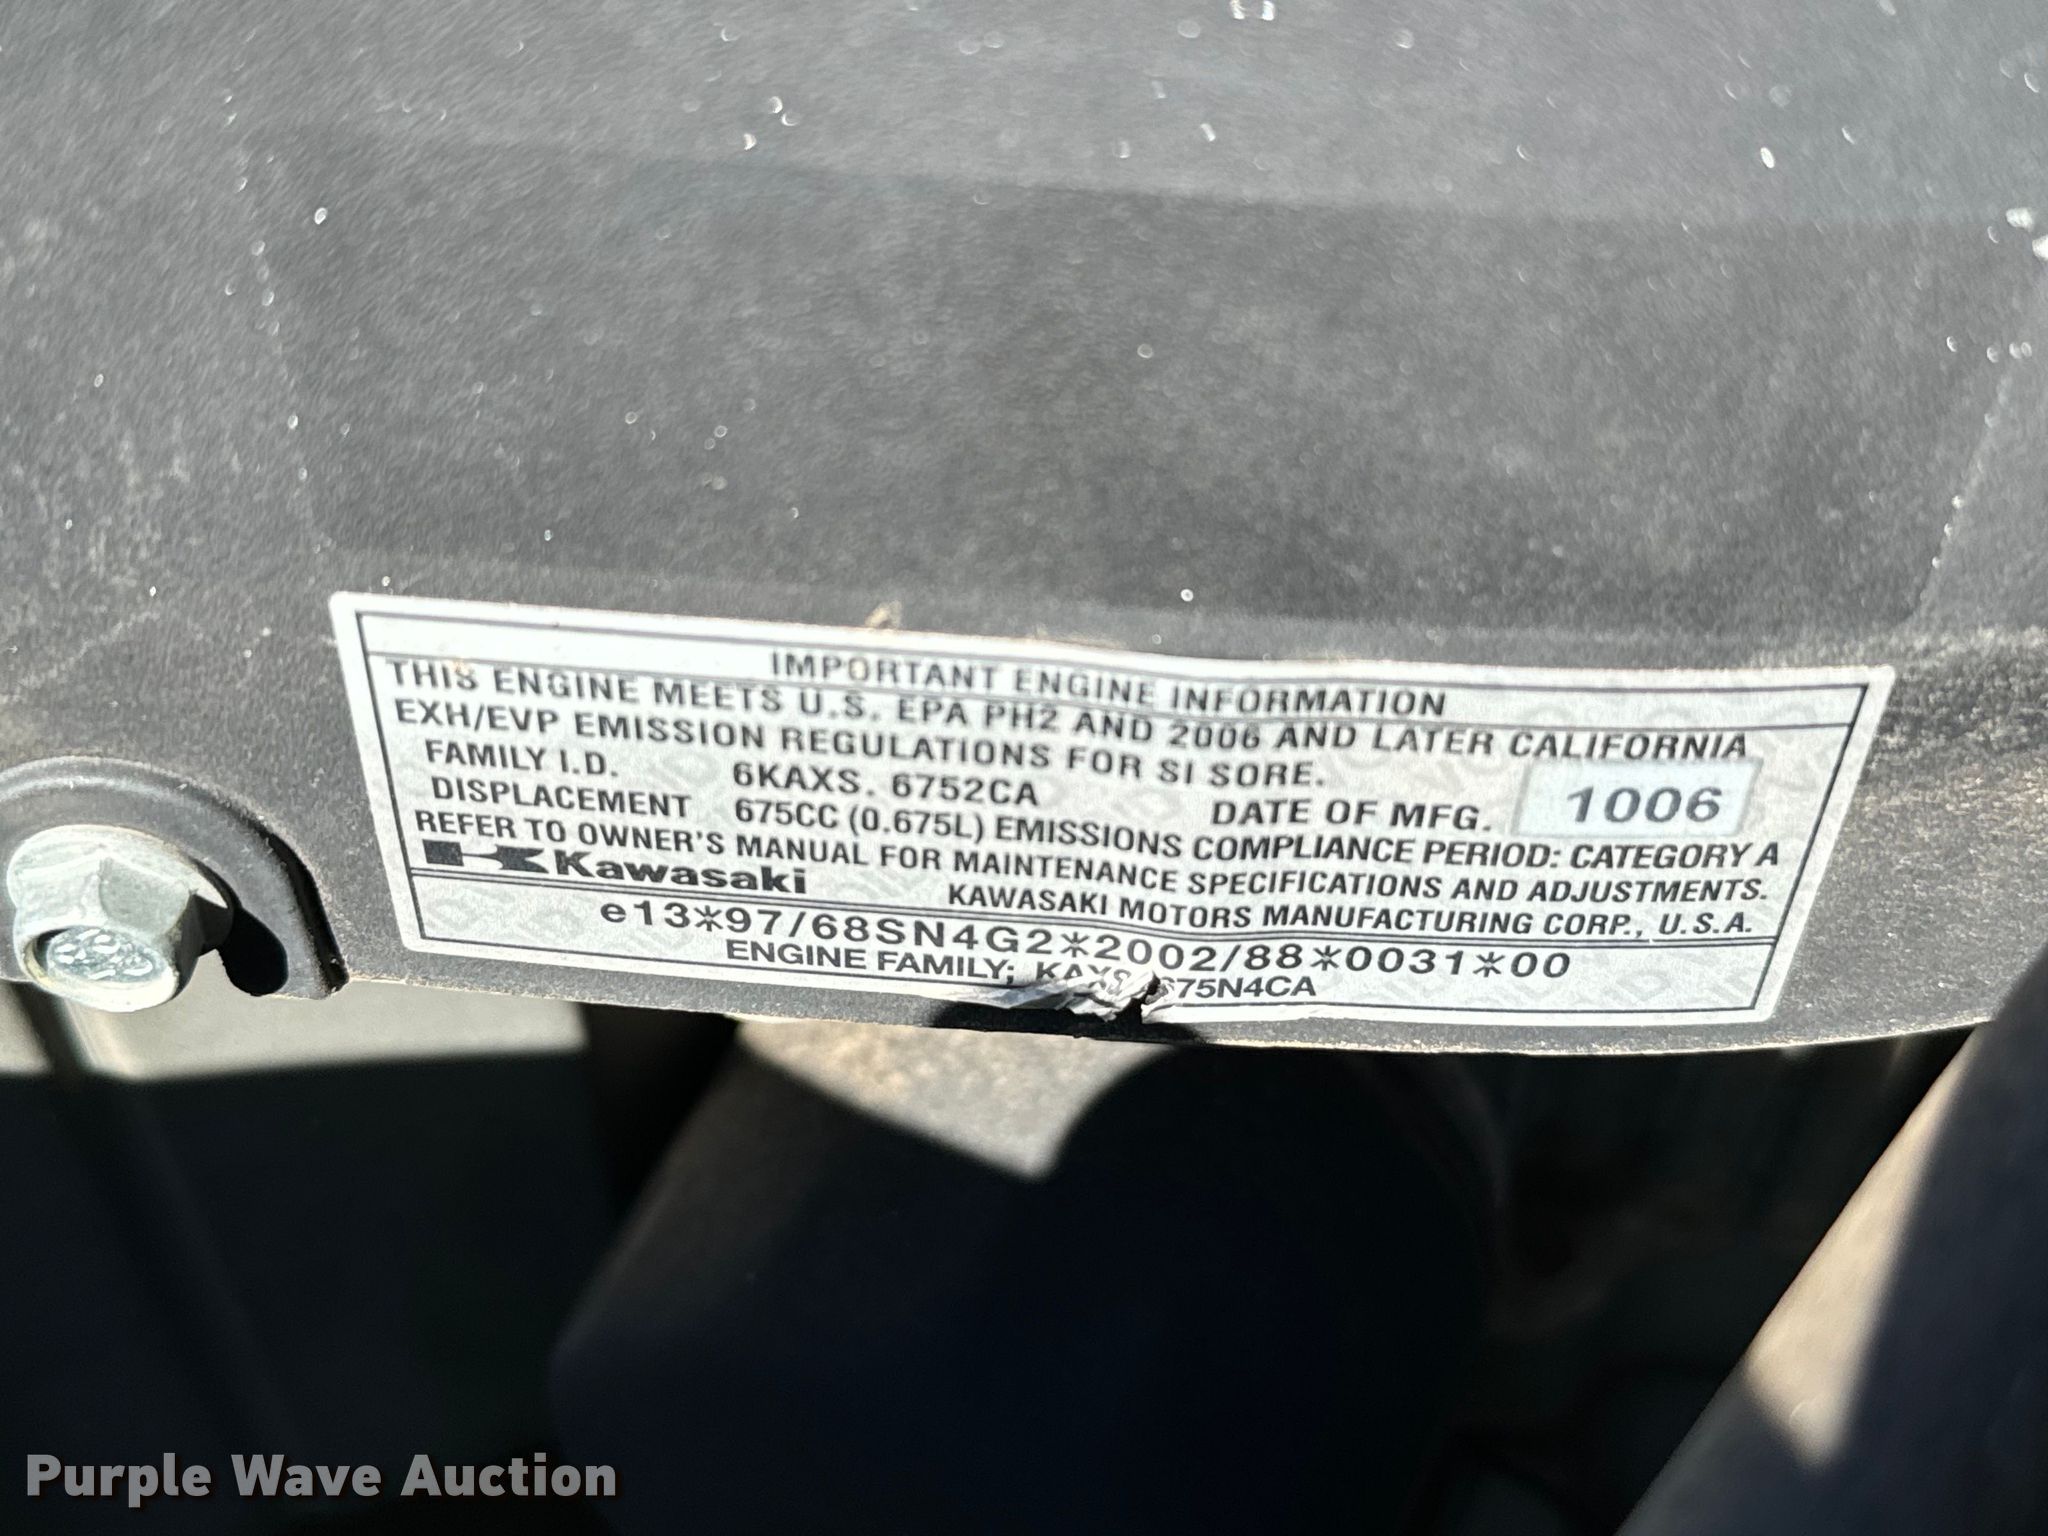 IMPORTANT ENGINE INFORMATION
THIS ENGINE MEETS U.S. EPA PH2 AND 2006 AND LATER CALIFORNIA
EXH/EVP EMISSION REGULATIONS FOR SI SORE.
FAMILY I.D. 6KAXS. 6752CA DATE OF MFG. 1006
DISPLACEMENT 675CC (0.675L) EMISSIONS COMPLIANCE PERIOD: CATEGORY A
REFER TO OWNER'S MANUAL FOR MAINTENANCE SPECIFICATIONS AND ADJUSTMENTS.
Kawasaki KAWASAKI MOTORS MANUFACTURING CORP., U.S.A.
e13*97/68SN4G2*2002/88*0031*00
ENGINE FAMILY; 675N4CA
Purple Wave Auction